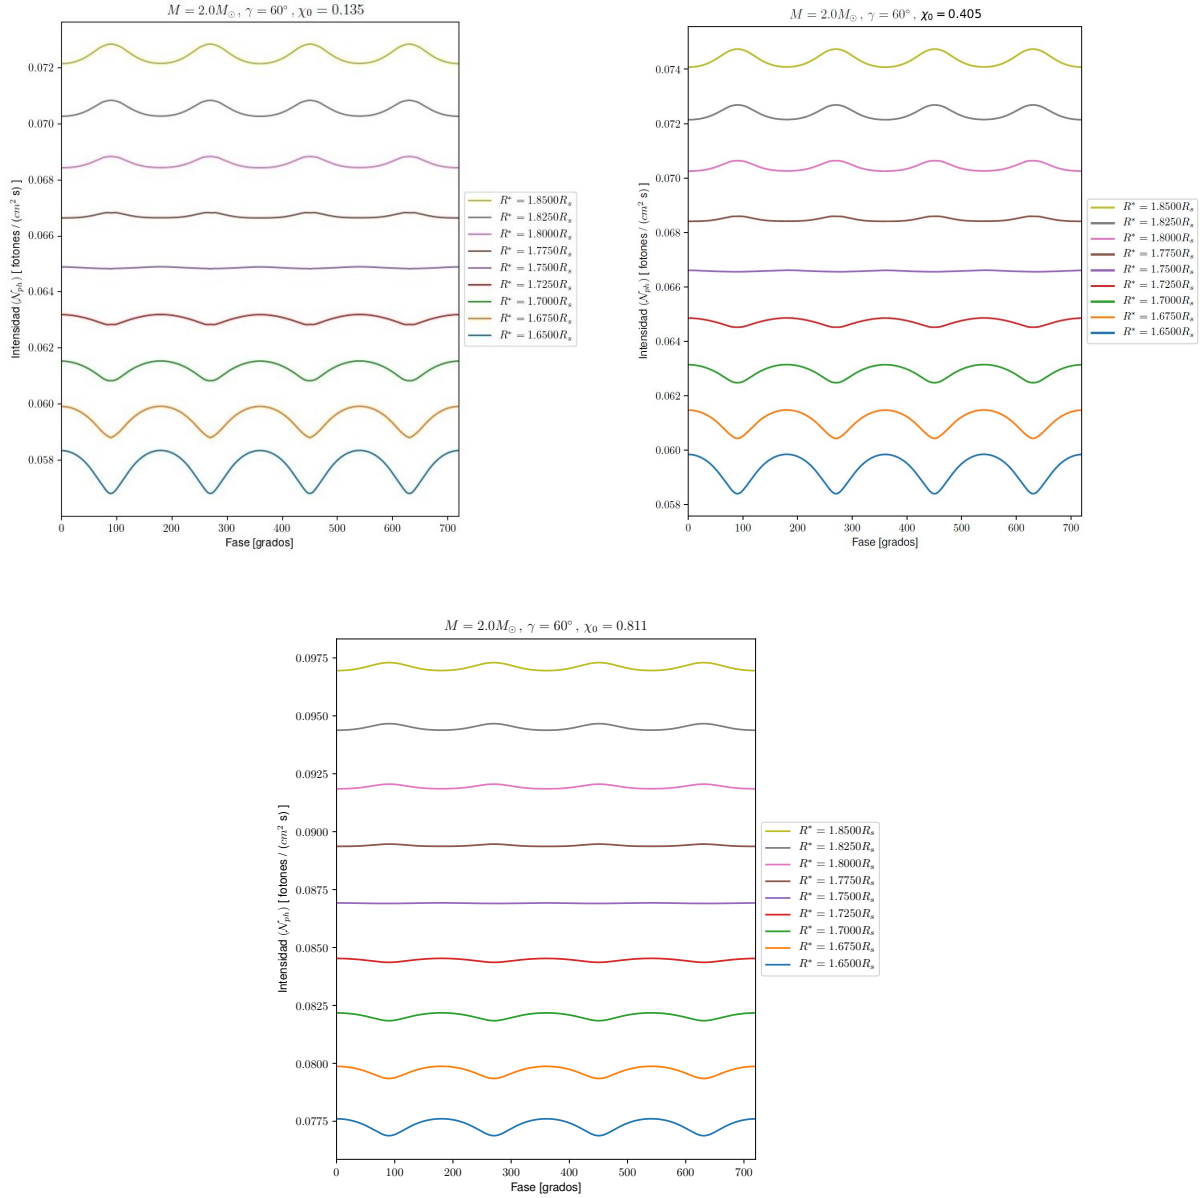 M = 2.0M⊙ , γ = 60° , χ₀ = 0.135
Intensidad (𝒩ₚₕ) [ fotones / (cm² s) ]
0.072
0.070
0.068
0.066
0.064
0.062
0.060
0.058
0 100 200 300 400 500 600 700
Fase [grados]
R* = 1.8500Rₛ
R* = 1.8250Rₛ
R* = 1.8000Rₛ
R* = 1.7750Rₛ
R* = 1.7500Rₛ
R* = 1.7250Rₛ
R* = 1.7000Rₛ
R* = 1.6750Rₛ
R* = 1.6500Rₛ
M = 2.0M⊙ , γ = 60° , χ₀ = 0.405
Intensidad (𝒩ₚₕ) [ fotones / (cm² s) ]
0.074
0.072
0.070
0.068
0.066
0.064
0.062
0.060
0.058
0 100 200 300 400 500 600 700
Fase [grados]
R* = 1.8500Rₛ
R* = 1.8250Rₛ
R* = 1.8000Rₛ
R* = 1.7750Rₛ
R* = 1.7500Rₛ
R* = 1.7250Rₛ
R* = 1.7000Rₛ
R* = 1.6750Rₛ
R* = 1.6500Rₛ
M = 2.0M⊙ , γ = 60° , χ₀ = 0.811
Intensidad (𝒩ₚₕ) [ fotones / (cm² s) ]
0.0975
0.0950
0.0925
0.0900
0.0875
0.0850
0.0825
0.0800
0.0775
0 100 200 300 400 500 600 700
Fase [grados]
R* = 1.8500Rₛ
R* = 1.8250Rₛ
R* = 1.8000Rₛ
R* = 1.7750Rₛ
R* = 1.7500Rₛ
R* = 1.7250Rₛ
R* = 1.7000Rₛ
R* = 1.6750Rₛ
R* = 1.6500Rₛ